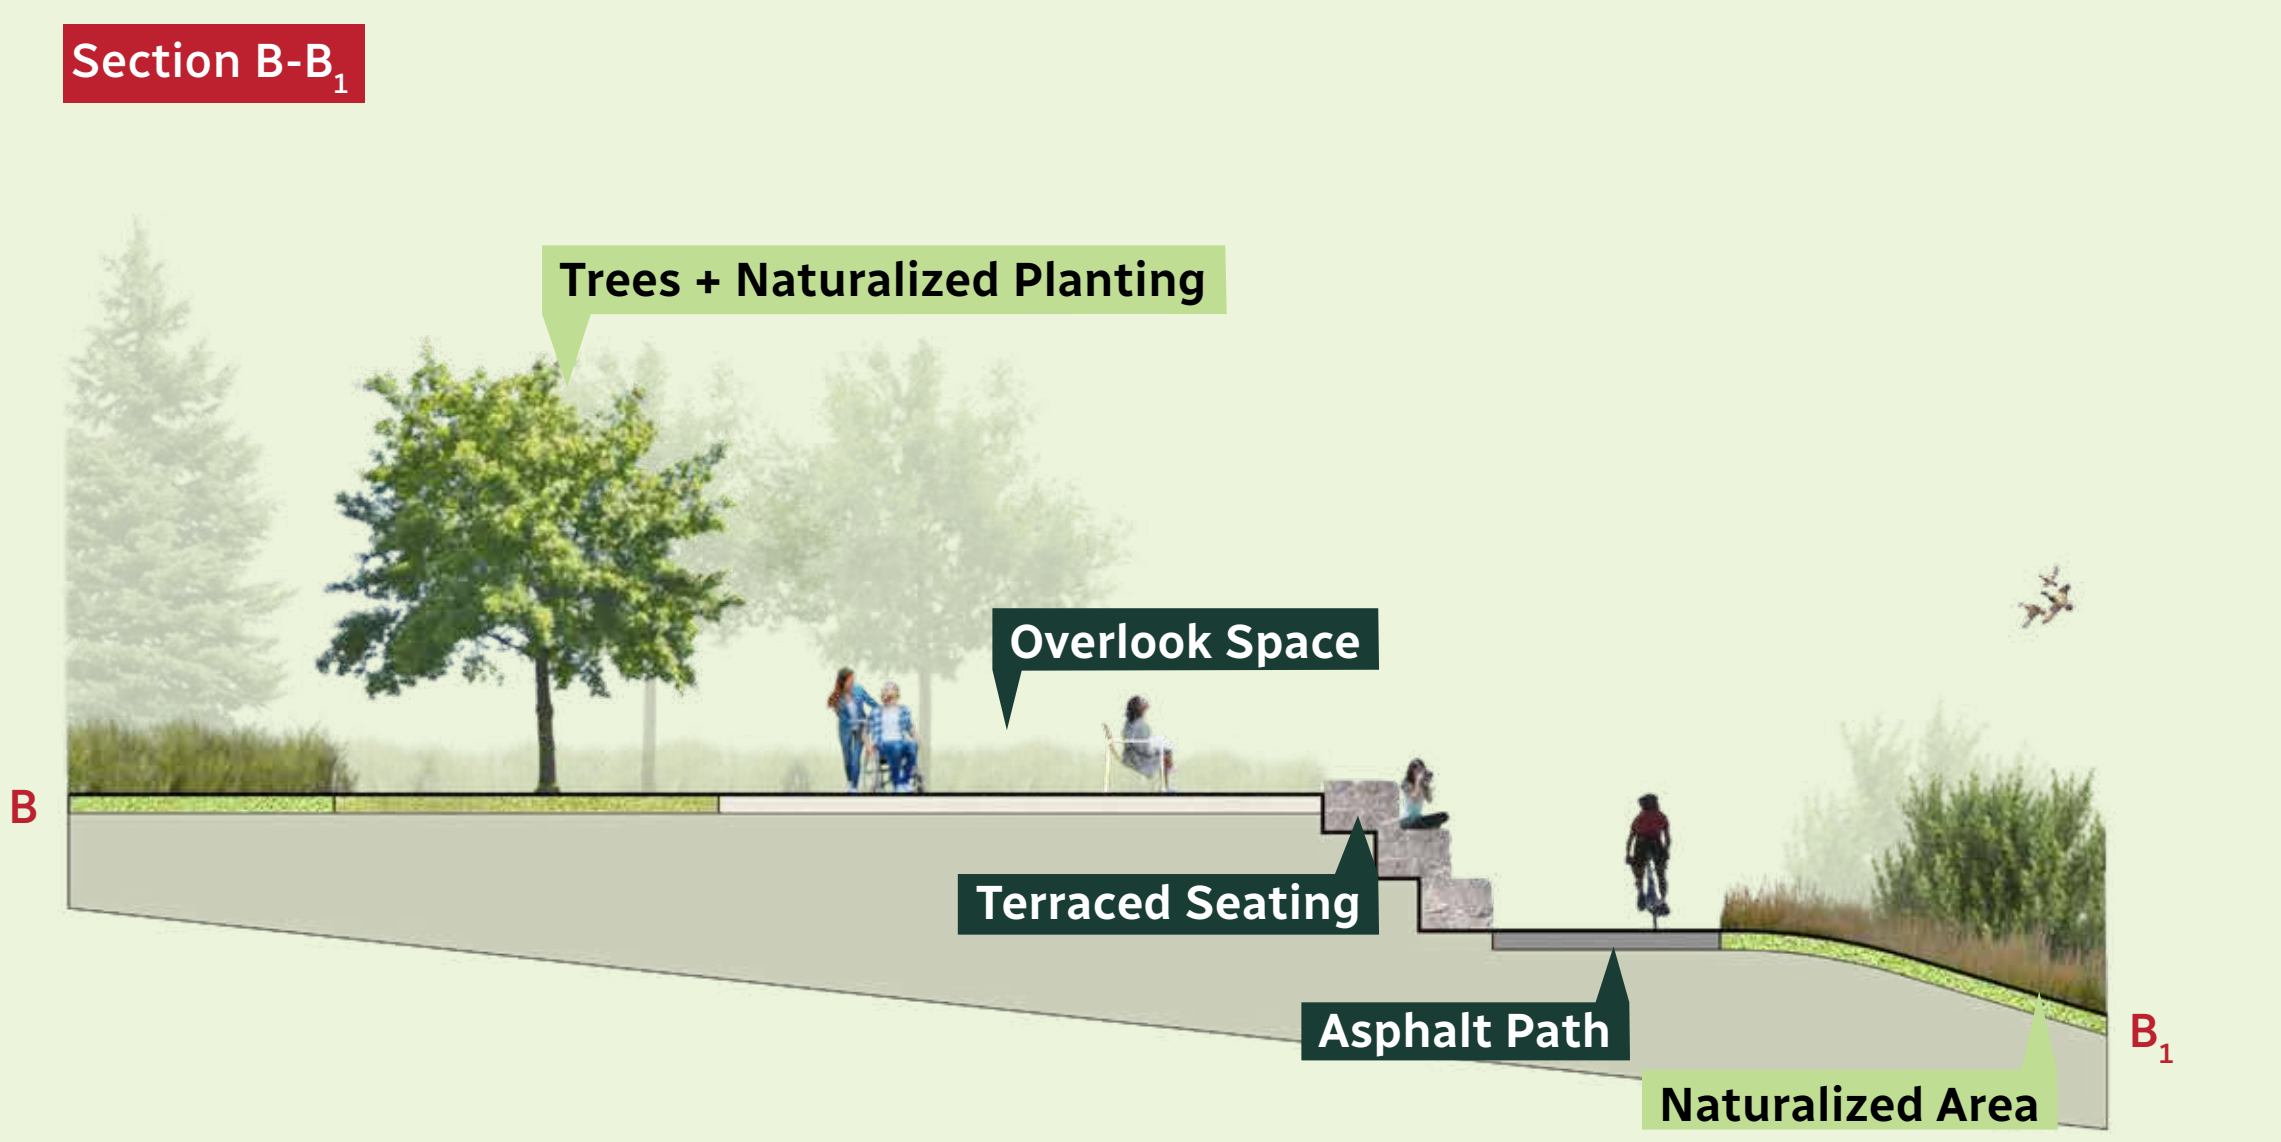 Section B-B₁
Trees + Naturalized Planting
Overlook Space
B
Terraced Seating
Asphalt Path
B₁
Naturalized Area